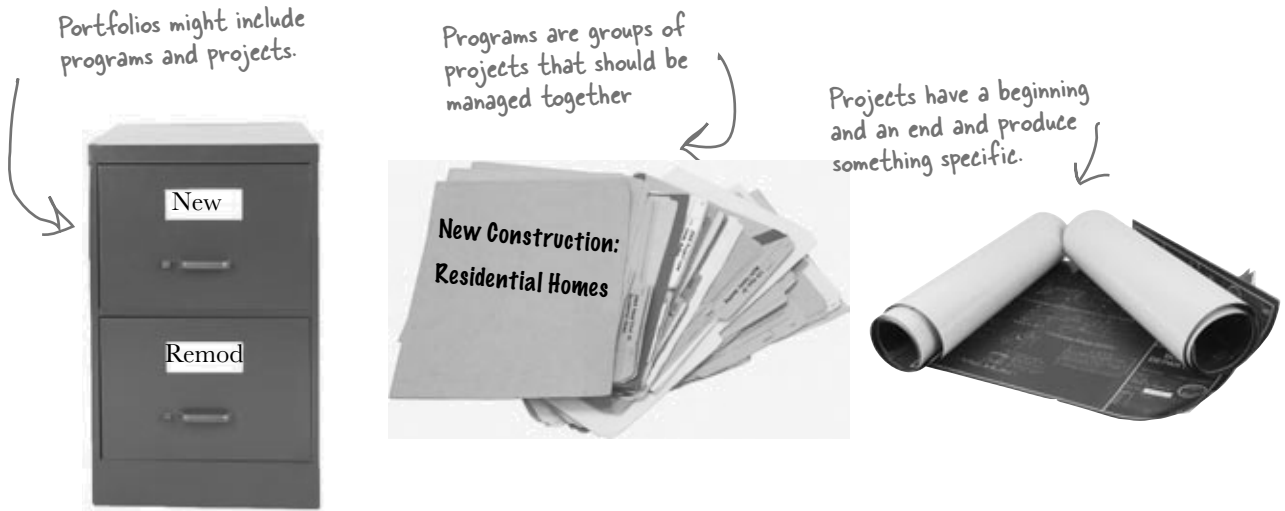 Portfolios might include
programs and projects.
Programs are groups of
projects that should be
managed together
Projects have a beginning
and an end and produce
something specific.
New
Remod
New Construction:
Residential Homes